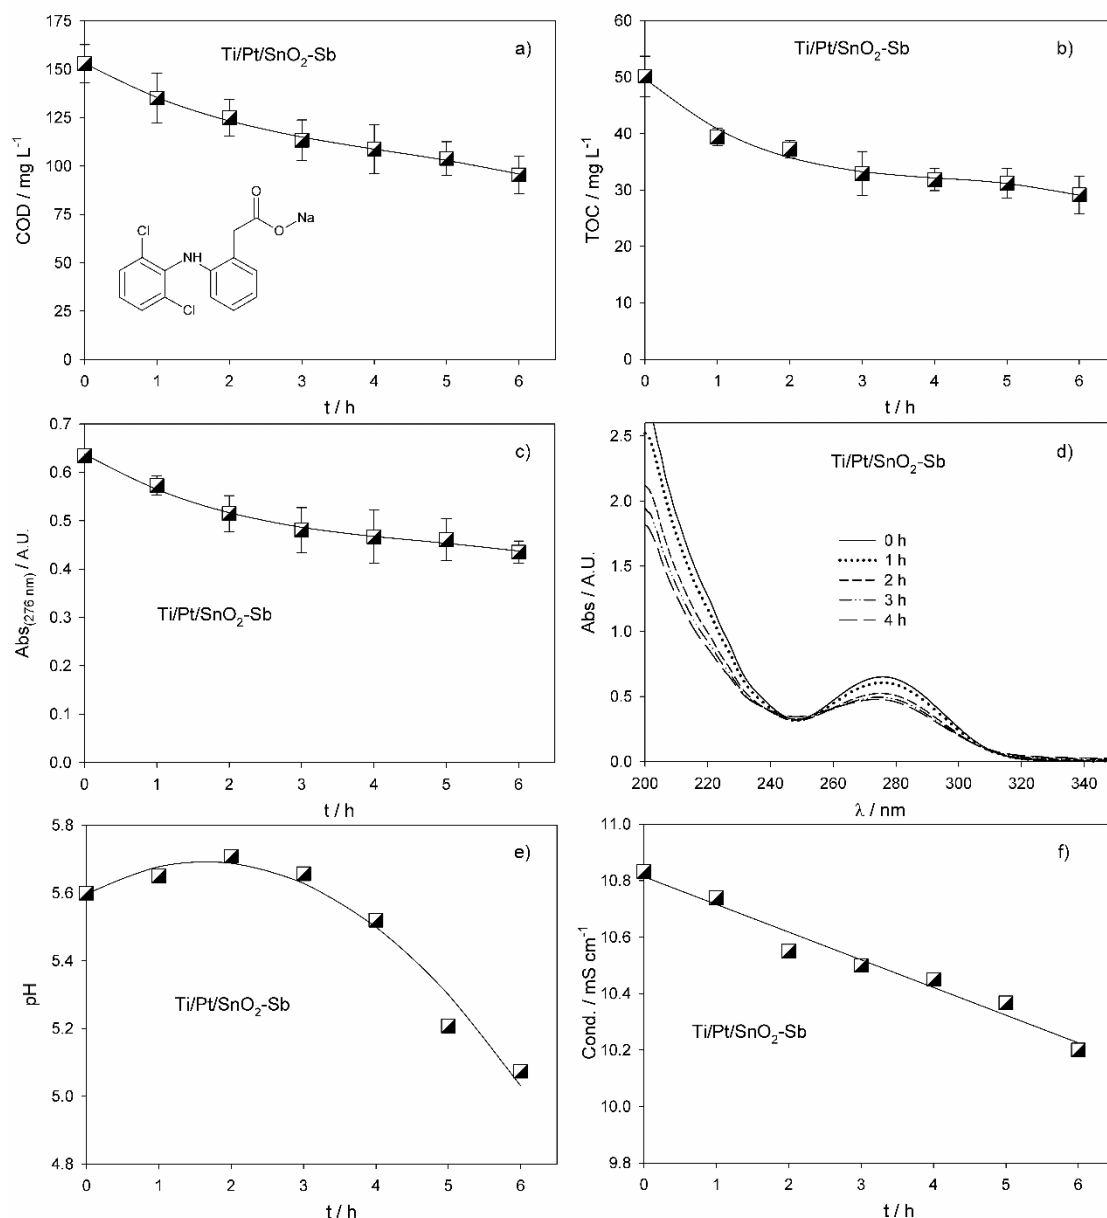 Ti/Pt/SnO2-Sb
a)
COD / mg L-1
175
150
125
100
75
50
25
0
O
O
Na
Cl
NH
Cl
0 1 2 3 4 5 6
t / h
Ti/Pt/SnO2-Sb
b)
TOC / mg L-1
60
50
40
30
20
10
0
0 1 2 3 4 5 6
t / h
c)
Abs(276 nm) / A.U.
0.7
0.6
0.5
0.4
0.3
0.2
0.1
0.0
Ti/Pt/SnO2-Sb
0 1 2 3 4 5 6
t / h
Ti/Pt/SnO2-Sb
d)
Abs / A.U.
2.5
2.0
1.5
1.0
0.5
0.0
0 h
1 h
2 h
3 h
4 h
200 220 240 260 280 300 320 340
λ / nm
e)
pH
5.8
5.6
5.4
5.2
5.0
4.8
Ti/Pt/SnO2-Sb
0 1 2 3 4 5 6
t / h
f)
Cond. / mS cm-1
11.0
10.8
10.6
10.4
10.2
10.0
9.8
Ti/Pt/SnO2-Sb
0 1 2 3 4 5 6
t / h